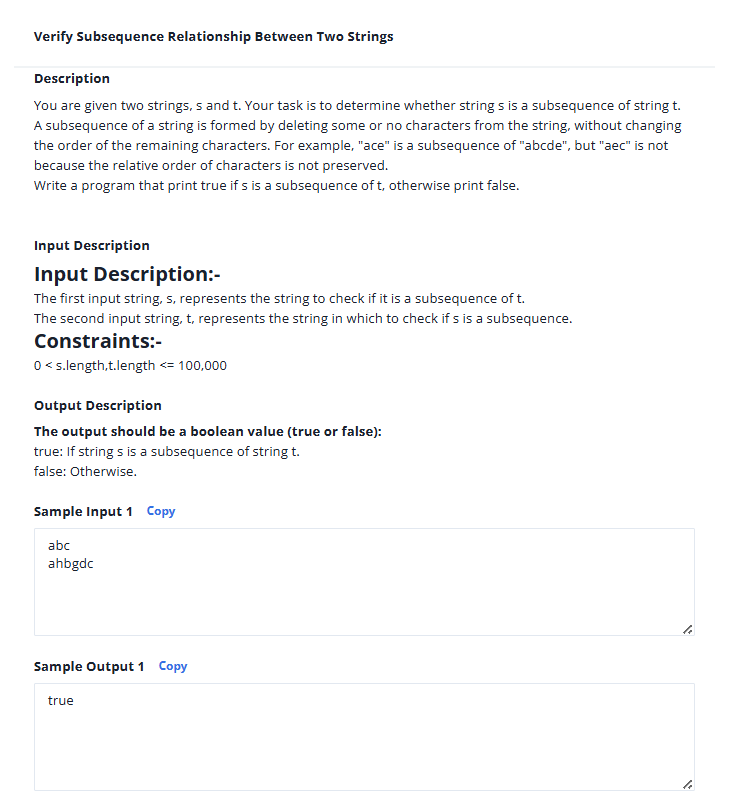 Verify Subsequence Relationship Between Two Strings
Description
You are given two strings, s and t. Your task is to determine whether string s is a subsequence of string t.
A subsequence of a string is formed by deleting some or no characters from the string, without changing
the order of the remaining characters. For example, "ace" is a subsequence of "abcde", but "aec" is not
because the relative order of characters is not preserved.
Write a program that print true if s is a subsequence of t, otherwise print false.
Input Description
Input Description:-
The first input string, s, represents the string to check if it is a subsequence of t.
The second input string, t, represents the string in which to check if s is a subsequence.
Constraints:-
0 < s.length,t.length <= 100,000
Output Description
The output should be a boolean value (true or false):
true: If string s is a subsequence of string t.
false: Otherwise.
Sample Input 1 Copy
abc
ahbgdc
Sample Output 1 Copy
true